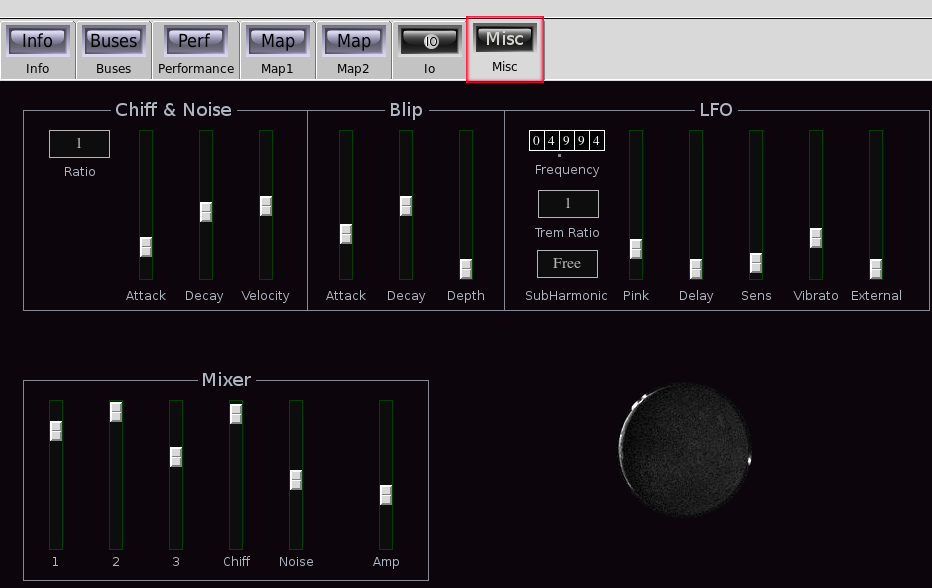 Info Buses Perf Map Map IO Misc
Info Buses Performance Map1 Map2 Io Misc
Chiff & Noise Blip LFO
1 0 4 9 9 4
Ratio Frequency
1
Trem Ratio
Free
Attack Decay Velocity Attack Decay Depth SubHarmonic Pink Delay Sens Vibrato External
Mixer
1 2 3 Chiff Noise Amp